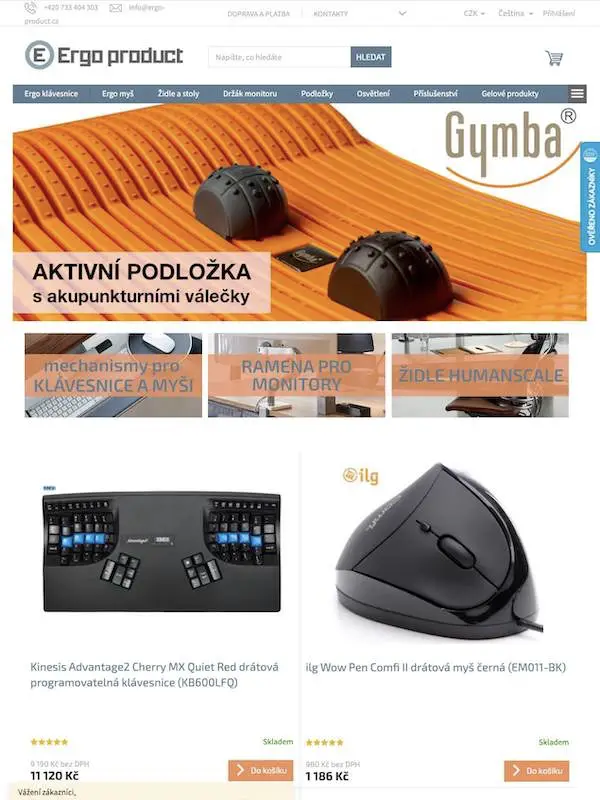 +420 733 404 303
info@ergo-
product.cz
DOPRAVA A PLATBA
KONTAKTY
CZK
Čeština
Přihlášení
E Ergo product
Napište, co hledáte
HLEDAT
Ergo klávesnice
Ergo myš
Židle a stoly
Držák monitoru
Podložky
Osvětlení
Příslušenství
Gelové produkty
Gymba®
OVĚŘENO ZÁKAZNÍKY
Gymba
AKTIVNÍ PODLOŽKA
s akupunkturními válečky
mechanismy pro
KLÁVESNICE A MYŠI
RAMENA PRO
MONITORY
ŽIDLE HUMANSCALE
ilg
Kinesis Advantage2 Cherry MX Quiet Red drátová
programovatelná klávesnice (KB600LFQ)
ilg Wow Pen Comfi II drátová myš černá (EM011-BK)
Skladem
Skladem
9 190 Kč bez DPH
11 120 Kč
Do košíku
980 Kč bez DPH
1 186 Kč
Do košíku
Vážení zákazníci,